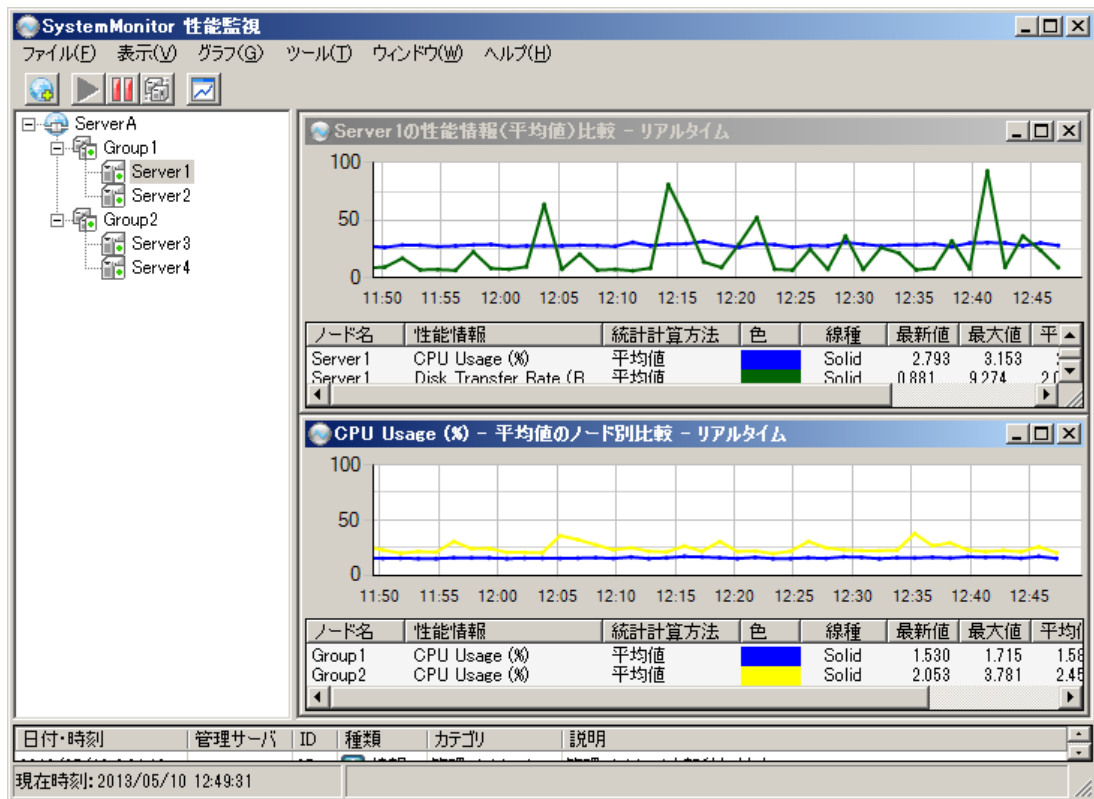 SystemMonitor 性能監視
ファイル(F) 表示(V) グラフ(G) ツール(T) ウィンドウ(W) ヘルプ(H)
ServerA
Group1
Server1
Server2
Group2
Server3
Server4
Server1の性能情報(平均値)比較 - リアルタイム
100
50
0
11:50 11:55 12:00 12:05 12:10 12:15 12:20 12:25 12:30 12:35 12:40 12:45
ノード名 性能情報 統計計算方法 色 線種 最新値 最大値 平
Server1 CPU Usage (%) 平均値 Solid 2.793 3.153
Server1 Disk Transfer Rate (B 平均値 Solid 0.881 9.274 2.0
CPU Usage (%) - 平均値のノード別比較 - リアルタイム
100
50
0
11:50 11:55 12:00 12:05 12:10 12:15 12:20 12:25 12:30 12:35 12:40 12:45
ノード名 性能情報 統計計算方法 色 線種 最新値 最大値 平均
Group1 CPU Usage (%) 平均値 Solid 1.530 1.715 1.58
Group2 CPU Usage (%) 平均値 Solid 2.053 3.781 2.45
日付・時刻 管理サーバ ID 種類 カテゴリ 説明
現在時刻: 2013/05/10 12:49:31